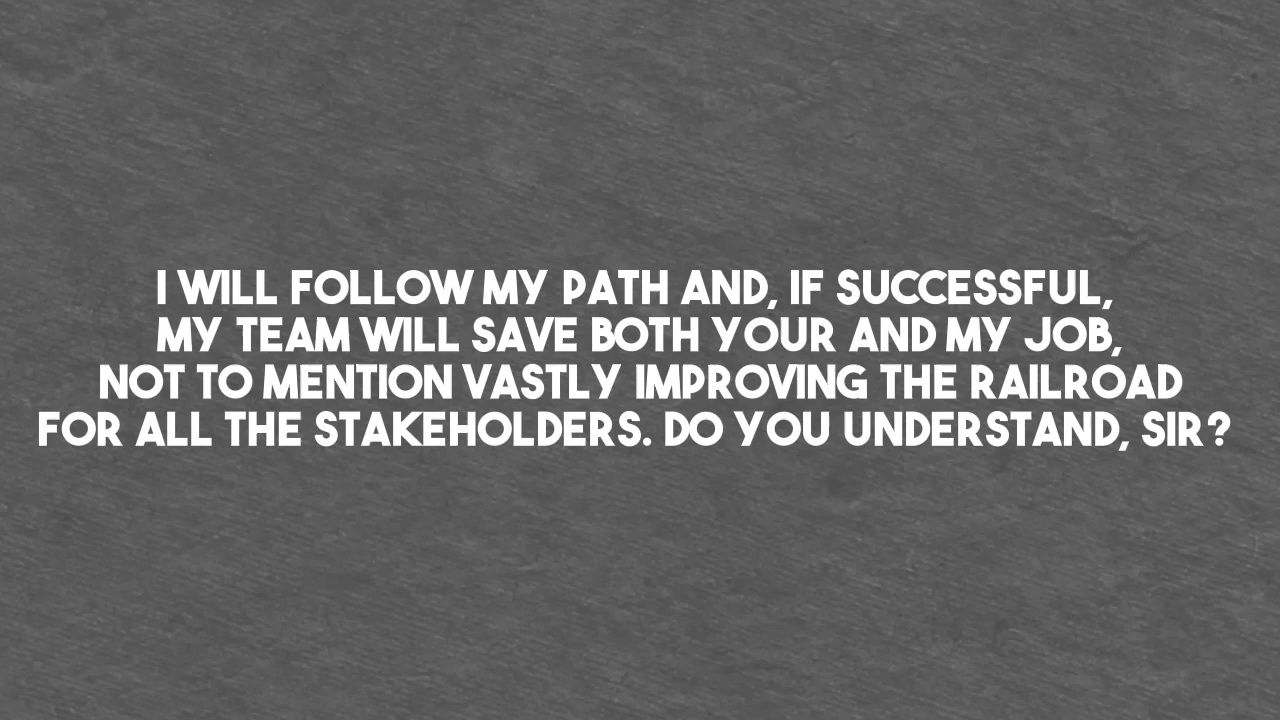 I WILL FOLLOW MY PATH AND, IF SUCCESSFUL,
MY TEAM WILL SAVE BOTH YOUR AND MY JOB,
NOT TO MENTION VASTLY IMPROVING THE RAILROAD
FOR ALL THE STAKEHOLDERS. DO YOU UNDERSTAND, SIR?